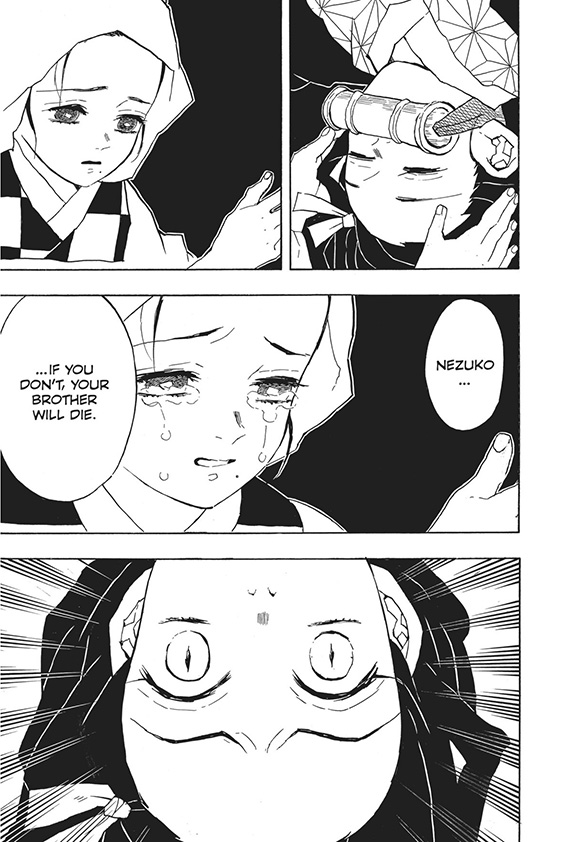 NEZUKO
...
...IF YOU
DON'T, YOUR
BROTHER
WILL DIE.